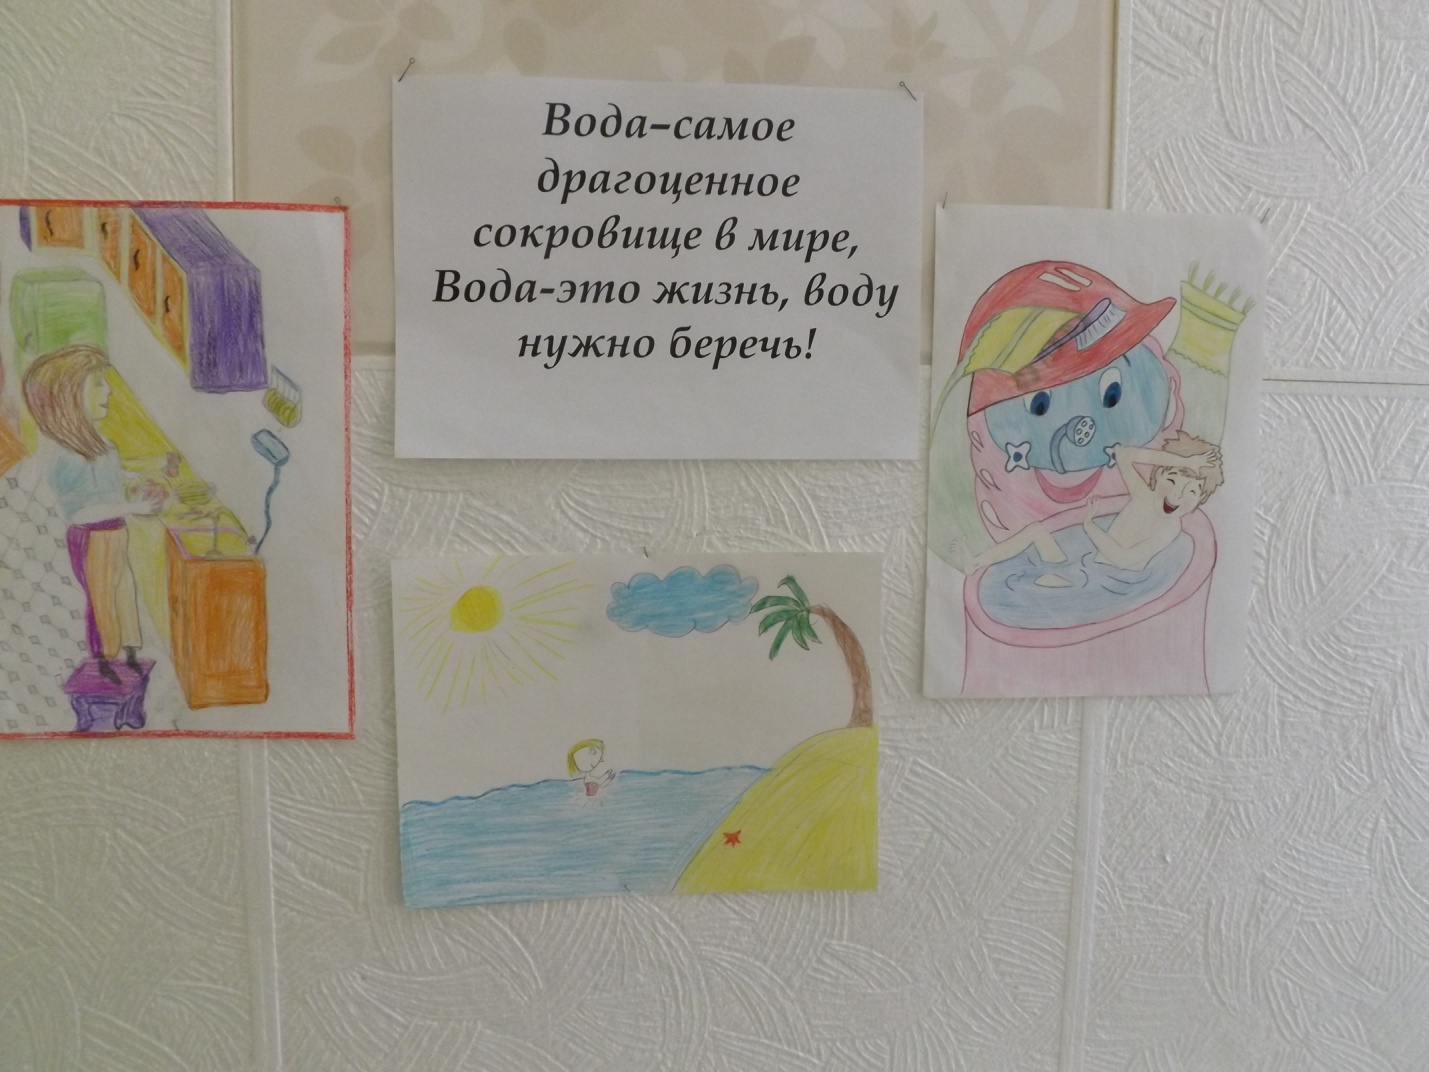 Вода–самое
драгоценное
сокровище в мире,
Вода-это жизнь, воду
нужно беречь!